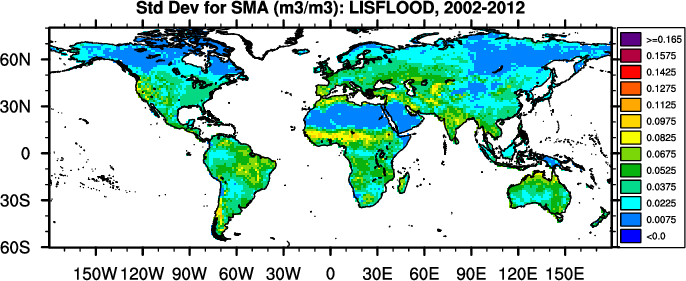 Std Dev for SMA (m3/m3): LISFLOOD, 2002-2012
60N
30N
0
30S
60S
150W 120W 90W 60W 30W 0 30E 60E 90E 120E 150E
>=0.165
0.1575
0.1425
0.1275
0.1125
0.0975
0.0825
0.0675
0.0525
0.0375
0.0225
0.0075
<0.0